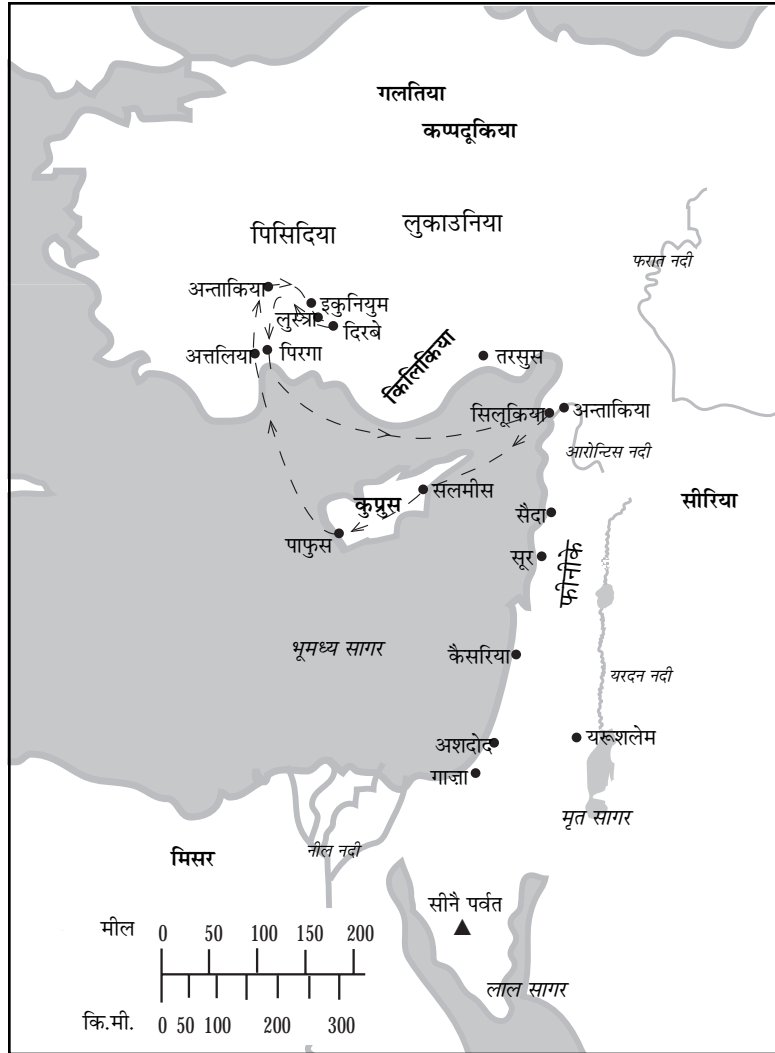 गलतिया
कप्पदूकिया
लुकाउनिया
पिसिदिया
फरात नदी
अन्ताकिया
इकुनियुम
लुस्त्रा
दिरबे
अत्तलिया
पिरगा
तरसुस
किलिकिया
सिलूकिया
अन्ताकिया
आरोन्टिस नदी
सलमीस
कुप्रुस
सीरिया
सैदा
पाफुस
सूर
फीनीके
भूमध्य सागर
कैसरिया
यरदन नदी
अशदोद
यरूशलेम
गाज़ा
मृत सागर
नील नदी
मिसर
सीनै पर्वत
मील 0 50 100 150 200
लाल सागर
कि.मी. 0 50 100 200 300